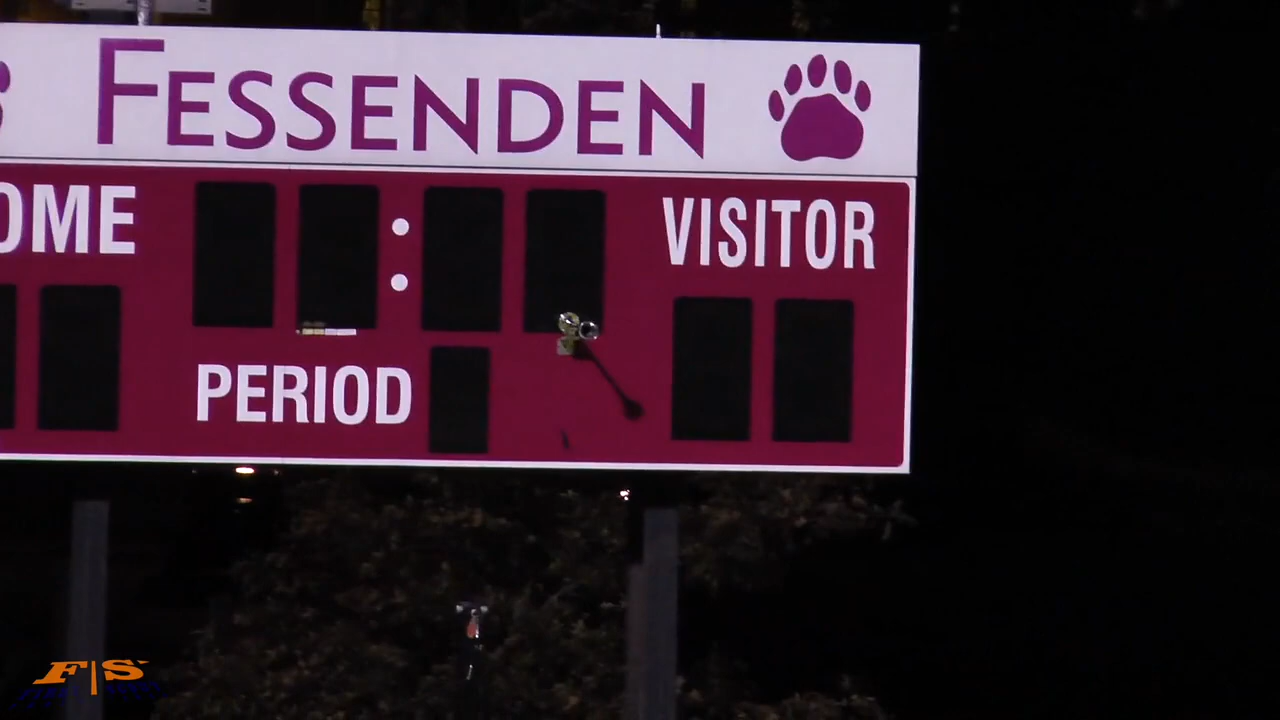 FESSENDEN
OME
:
VISITOR
PERIOD
F|S